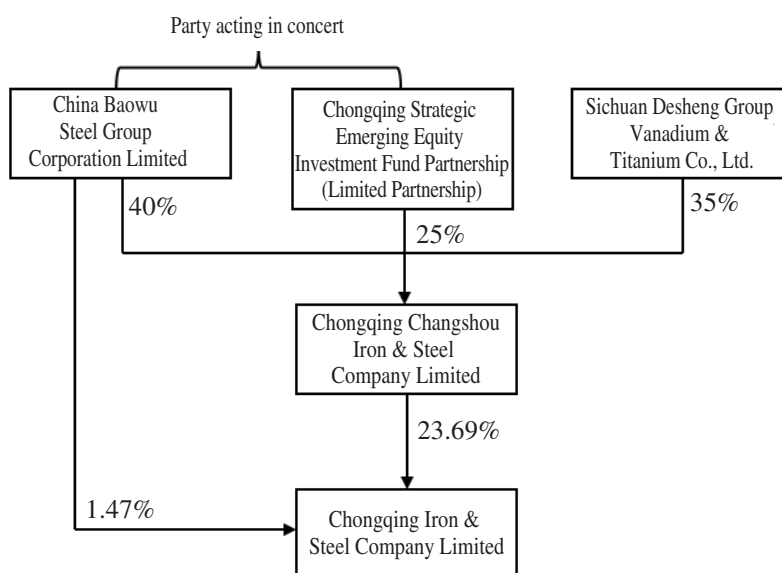 Party acting in concert
China Baowu
Steel Group
Corporation Limited
Chongqing Strategic
Emerging Equity
Investment Fund Partnership
(Limited Partnership)
Sichuan Desheng Group
Vanadium &
Titanium Co., Ltd.
40%
25%
35%
Chongqing Changshou
Iron & Steel
Company Limited
23.69%
1.47%
Chongqing Iron &
Steel Company Limited